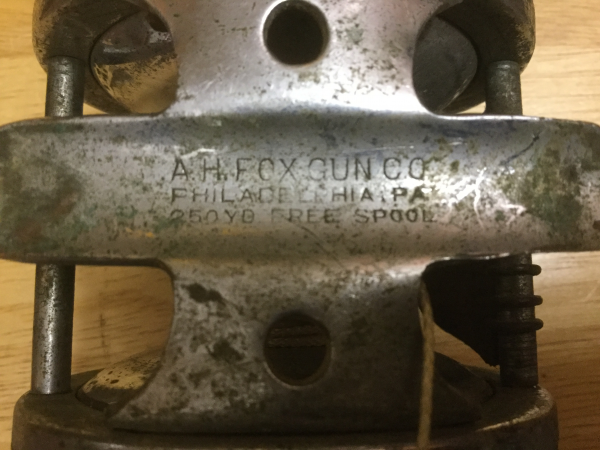 A.H. FOX GUN CO
PHILADELPHIA, PA
250 YD FREE SPOOL